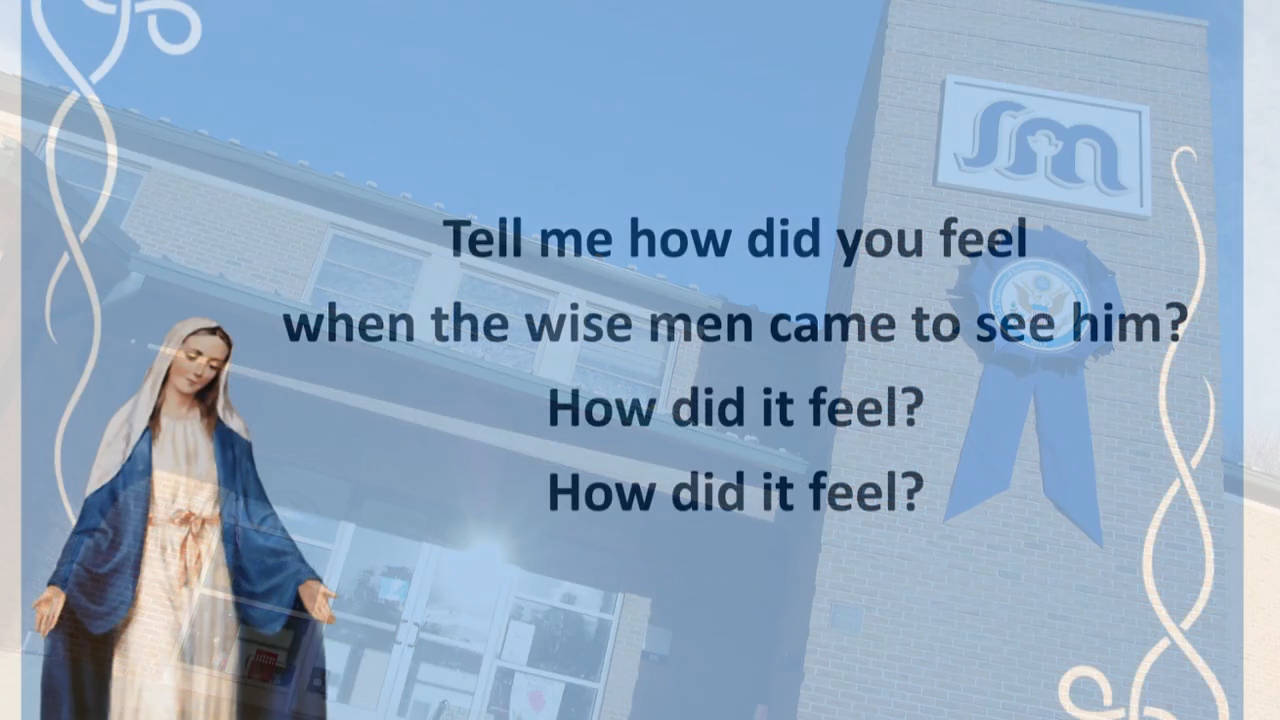 Tell me how did you feel
when the wise men came to see him?
How did it feel?
How did it feel?
sm